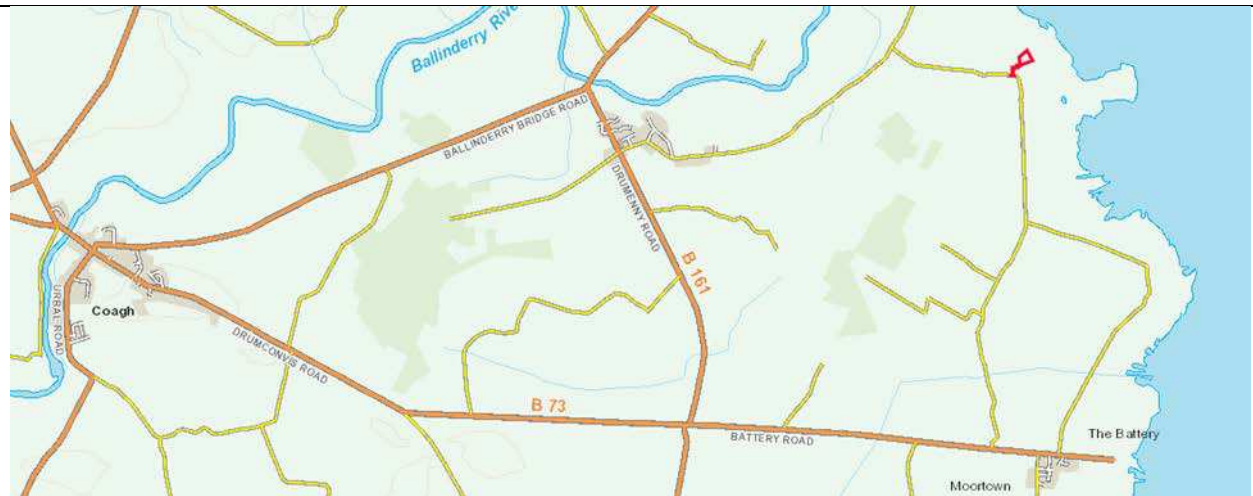 Ballinderry Rive
BALLINDERRY BRIDGE ROAD
DRUMENNY ROAD
B 161
URBAL ROAD
Coagh
DRUMCONVIS ROAD
B 73
BATTERY ROAD
The Battery
Moortown